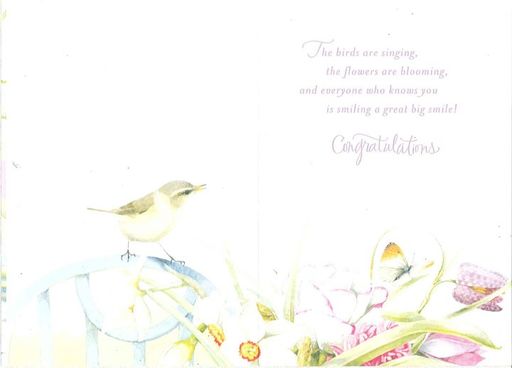 The birds are singing,
the flowers are blooming,
and everyone who knows you
is smiling a great big smile!
Congratulations